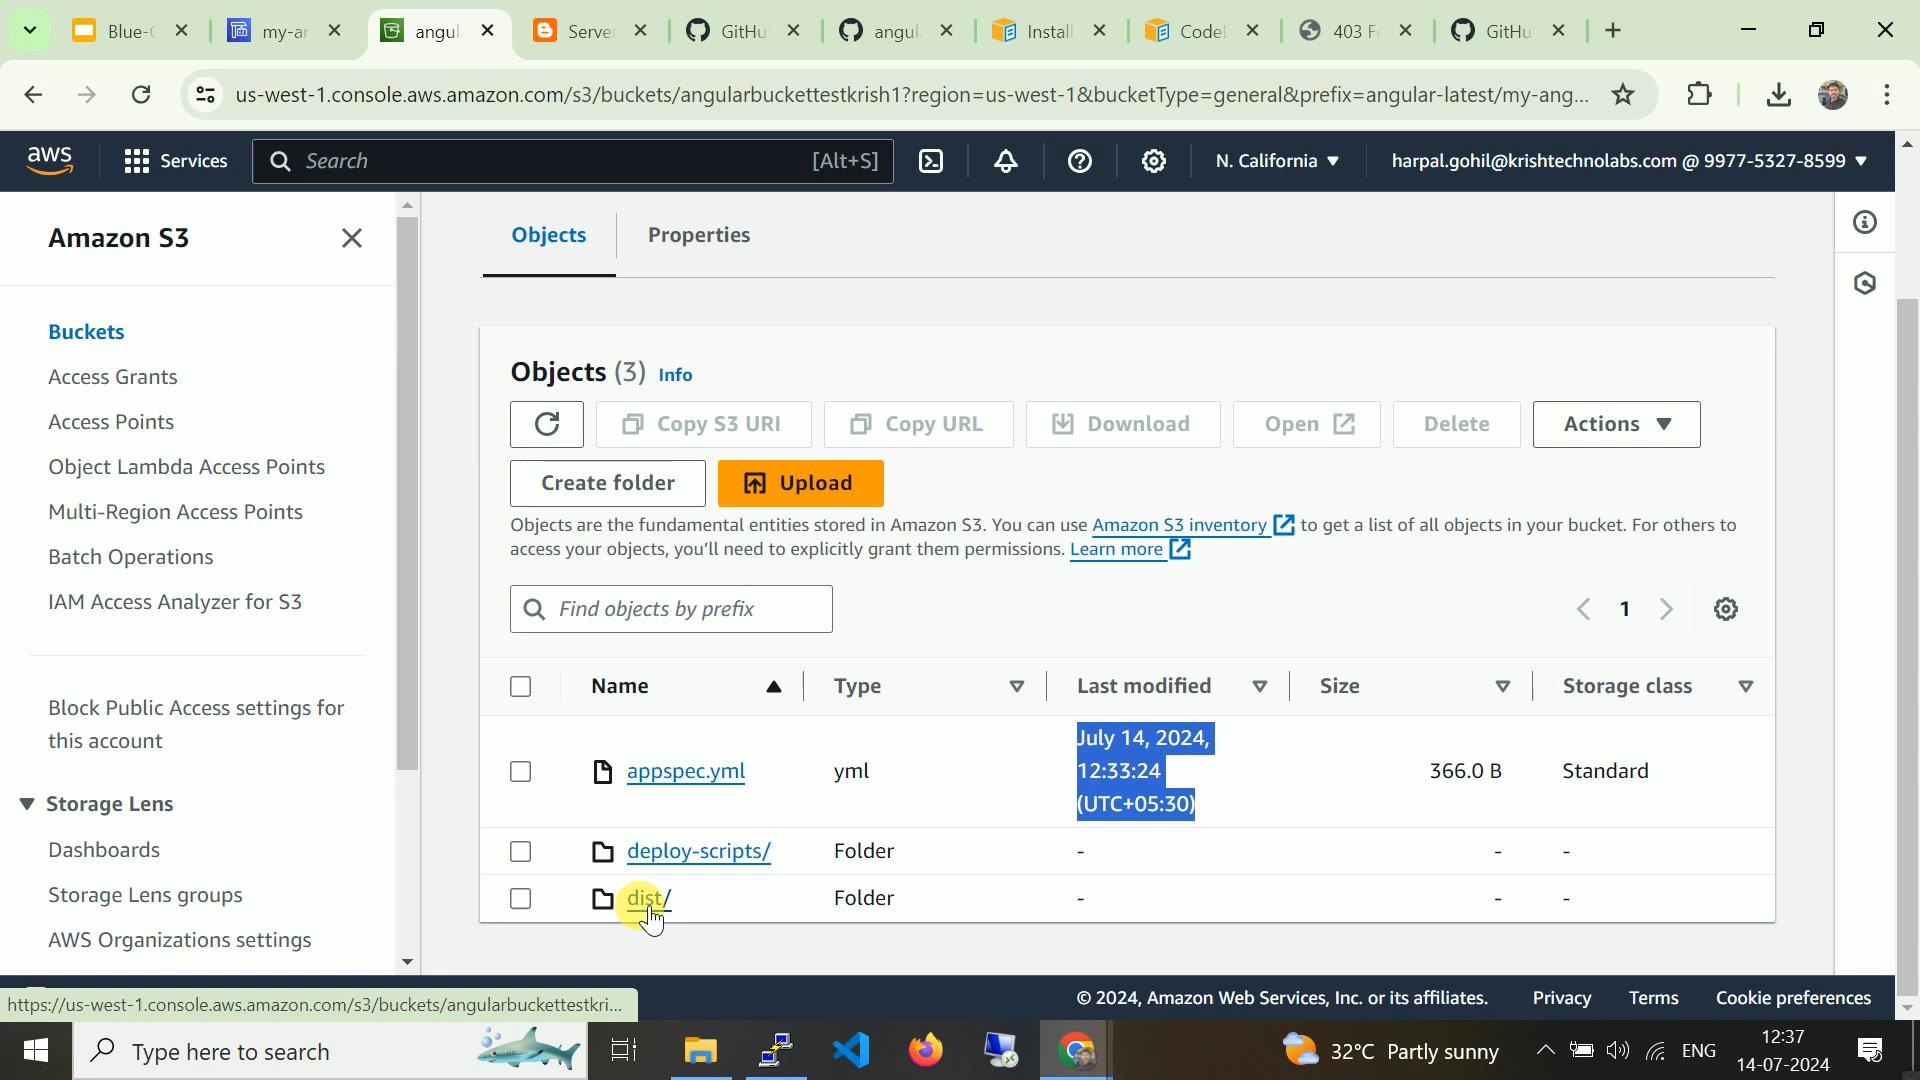 Blue-G
my-ar
angul
Server
GitHu
angul
Install
CodeD
403 Fo
GitHu
us-west-1.console.aws.amazon.com/s3/buckets/angularbuckettestkrish1?region=us-west-1&bucketType=general&prefix=angular-latest/my-ang...
aws
Services
Search
[Alt+S]
N. California
harpal.gohil@krishtechnolabs.com @ 9977-5327-8599
Amazon S3
Buckets
Access Grants
Access Points
Object Lambda Access Points
Multi-Region Access Points
Batch Operations
IAM Access Analyzer for S3
Block Public Access settings for
this account
Storage Lens
Dashboards
Storage Lens groups
AWS Organizations settings
Objects
Properties
Objects (3) Info
Copy S3 URI
Copy URL
Download
Open
Delete
Actions
Create folder
Upload
Objects are the fundamental entities stored in Amazon S3. You can use Amazon S3 inventory to get a list of all objects in your bucket. For others to
access your objects, you'll need to explicitly grant them permissions. Learn more
Find objects by prefix
1
Name
Type
Last modified
Size
Storage class
appspec.yml
yml
July 14, 2024,
12:33:24
(UTC+05:30)
366.0 B
Standard
deploy-scripts/
Folder
-
-
-
dist/
Folder
-
-
-
https://us-west-1.console.aws.amazon.com/s3/buckets/angularbuckettestkri...
© 2024, Amazon Web Services, Inc. or its affiliates.
Privacy
Terms
Cookie preferences
Type here to search
32°C Partly sunny
ENG
12:37
14-07-2024